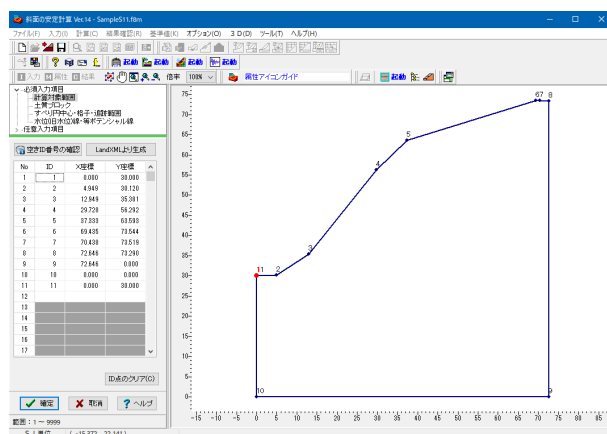 斜面の安定計算 Ver.14 - SampleS11.f8m
ファイル(F) 入力(I) 計算(C) 結果確認(R) 基準値(K) オプション(O) 3D(D) ツール(T) ヘルプ(H)
起動 起動 起動 起動
入力 属性 結果 倍率 100% 属性アイコンガイド 起動
必須入力項目
計算対象範囲
土質ブロック
すべり円中心・格子・追跡範囲
水位(旧水位)線・等ポテンシャル線
任意入力項目
空きID番号の確認 LandXMLより生成
No ID X座標 Y座標
1 1 0.000 30.000
2 2 4.949 30.120
3 3 12.949 35.381
4 4 29.728 56.292
5 5 37.333 63.593
6 6 69.435 73.544
7 7 70.430 73.519
8 8 72.646 73.290
9 9 72.646 0.000
10 10 0.000 0.000
11 11 0.000 30.000
12
13
14
15
16
17
ID点のクリア(C)
確定 取消 ヘルプ
範囲：1 ～ 9999
75
70
65
60
55
50
45
40
35
30
25
20
15
10
5
0
-15 -10 -5 0 5 10 15 20 25 30 35 40 45 50 55 60 65 70 75 80 85
11 2 3 4 5 67 8
10 9